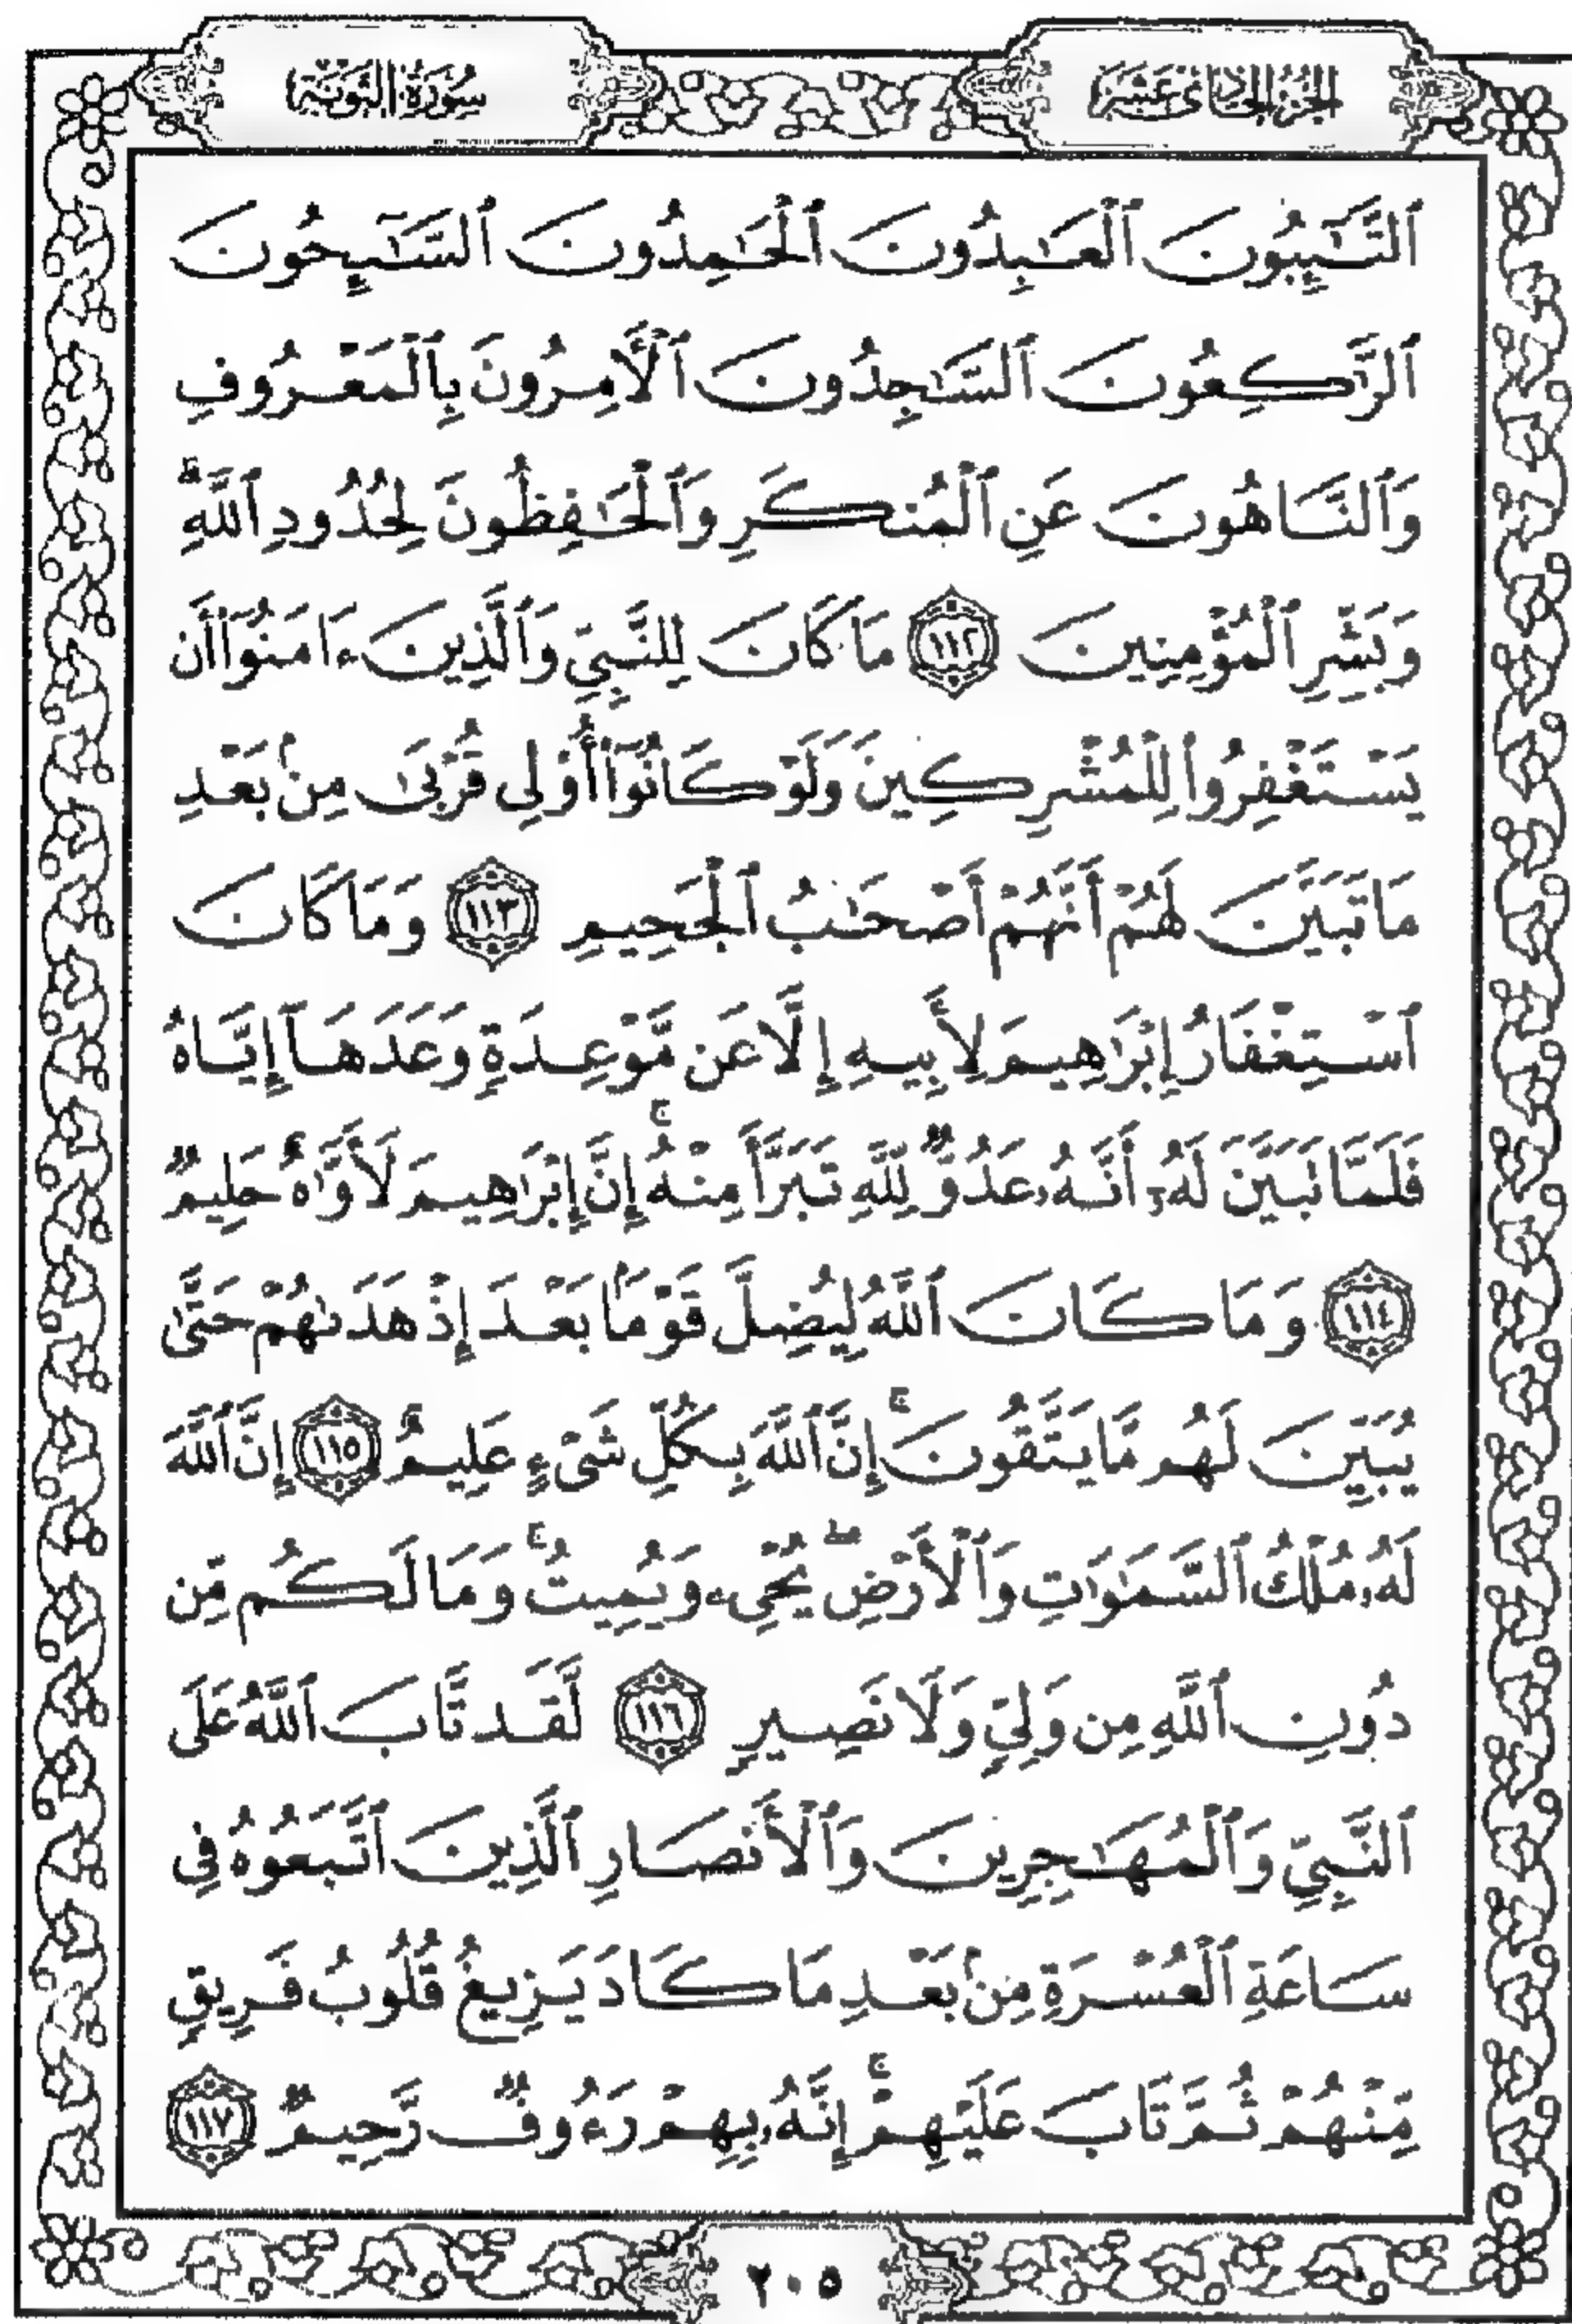 الجزء الحادي عشر
سورة التوبة
ٱلتَّٰٓئِبُونَ ٱلْعَٰبِدُونَ ٱلْحَٰمِدُونَ ٱلسَّٰٓئِحُونَ
ٱلرَّٰكِعُونَ ٱلسَّٰجِدُونَ ٱلْأٓمِرُونَ بِٱلْمَعْرُوفِ
وَٱلنَّاهُونَ عَنِ ٱلْمُنكَرِ وَٱلْحَٰفِظُونَ لِحُدُودِ ٱللَّهِ ۗ
وَبَشِّرِ ٱلْمُؤْمِنِينَ ١١٢ مَا كَانَ لِلنَّبِيِّ وَٱلَّذِينَ ءَامَنُوٓا۟ أَن
يَسْتَغْفِرُوا۟ لِلْمُشْرِكِينَ وَلَوْ كَانُوٓا۟ أُو۟لِى قُرْبَىٰ مِنۢ بَعْدِ
مَا تَبَيَّنَ لَهُمْ أَنَّهُمْ أَصْحَٰبُ ٱلْجَحِيمِ ١١٣ وَمَا كَانَ
ٱسْتِغْفَارُ إِبْرَٰهِيمَ لِأَبِيهِ إِلَّا عَن مَّوْعِدَةٍ وَعَدَهَآ إِيَّاهُ
فَلَمَّا تَبَيَّنَ لَهُۥٓ أَنَّهُۥ عَدُوٌّ لِّلَّهِ تَبَرَّأَ مِنْهُ ۚ إِنَّ إِبْرَٰهِيمَ لَأَوَّٰهٌ حَلِيمٌ
١١٤ وَمَا كَانَ ٱللَّهُ لِيُضِلَّ قَوْمًۢا بَعْدَ إِذْ هَدَىٰهُمْ حَتَّىٰ
يُبَيِّنَ لَهُم مَّا يَتَّقُونَ ۚ إِنَّ ٱللَّهَ بِكُلِّ شَىْءٍ عَلِيمٌ ١١٥ إِنَّ ٱللَّهَ
لَهُۥ مُلْكُ ٱلسَّمَٰوَٰتِ وَٱلْأَرْضِ ۖ يُحْىِۦ وَيُمِيتُ ۚ وَمَا لَكُم مِّن
دُونِ ٱللَّهِ مِن وَلِيٍّ وَلَا نَصِيرٍ ١١٦ لَّقَد تَّابَ ٱللَّهُ عَلَى
ٱلنَّبِيِّ وَٱلْمُهَٰجِرِينَ وَٱلْأَنصَارِ ٱلَّذِينَ ٱتَّبَعُوهُ فِى
سَاعَةِ ٱلْعُسْرَةِ مِنۢ بَعْدِ مَا كَادَ يَزِيغُ قُلُوبُ فَرِيقٍ
مِّنْهُمْ ثُمَّ تَابَ عَلَيْهِمْ ۚ إِنَّهُۥ بِهِمْ رَءُوفٌ رَّحِيمٌ ١١٧
٢٠٥